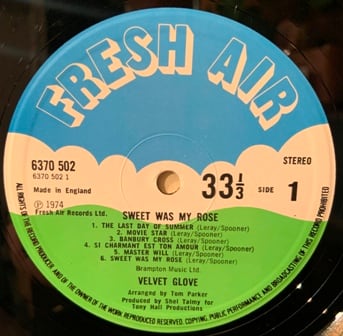 FRESH AIR
6370 502
6370 502 1
Made in England
33⅓
STEREO
SIDE 1
℗ 1974
Fresh Air Records Ltd.
SWEET WAS MY ROSE
1. THE LAST DAY OF SUMMER (Leray/Spooner)
2. MOVIE STAR (Leray/Spooner)
3. BANBURY CROSS (Leray/Spooner)
4. SI CHARMANT EST TON AMOUR (Leray/Spooner)
5. MASTER WILL (Leray/Spooner)
6. SWEET WAS MY ROSE (Leray/Spooner)
Brampton Music Ltd.
VELVET GLOVE
Arranged by Tom Parker
Produced by Shel Talmy for
Tony Hall Productions
ALL RIGHTS OF THE RECORD PRODUCER AND OF THE OWNER OF THE WORK REPRODUCED RESERVED. COPYING, PUBLIC PERFORMANCE AND BROADCASTING OF THIS RECORD PROHIBITED